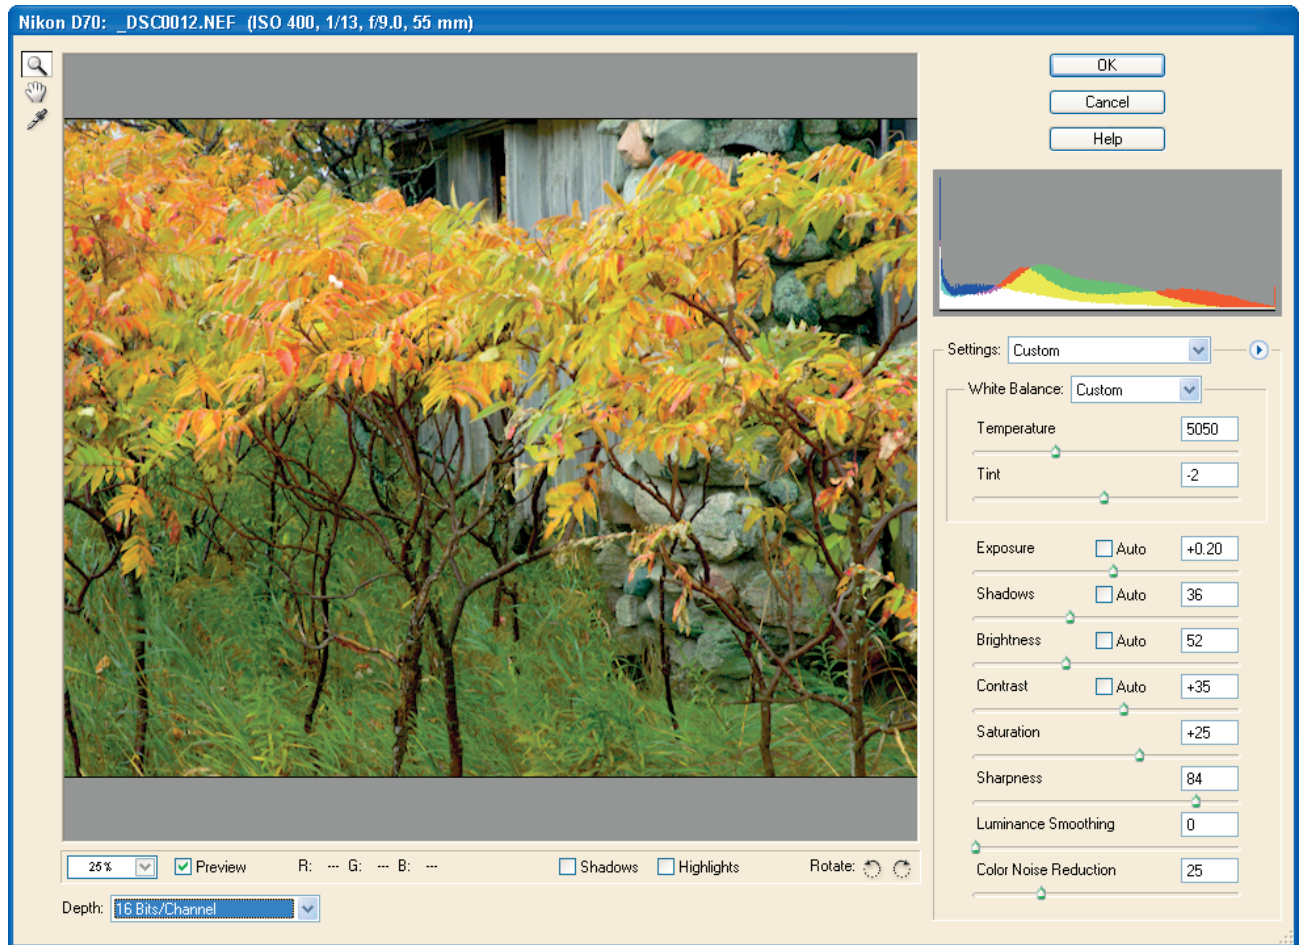 Nikon D70: _DSC0012.NEF (ISO 400, 1/13, f/9.0, 55 mm)
OK
Cancel
Help
Settings: Custom
White Balance: Custom
Temperature 5050
Tint -2
Exposure Auto +0.20
Shadows Auto 36
Brightness Auto 52
Contrast Auto +35
Saturation +25
Sharpness 84
Luminance Smoothing 0
Color Noise Reduction 25
25% Preview R: --- G: --- B: --- Shadows Highlights Rotate:
Depth: 16 Bits/Channel